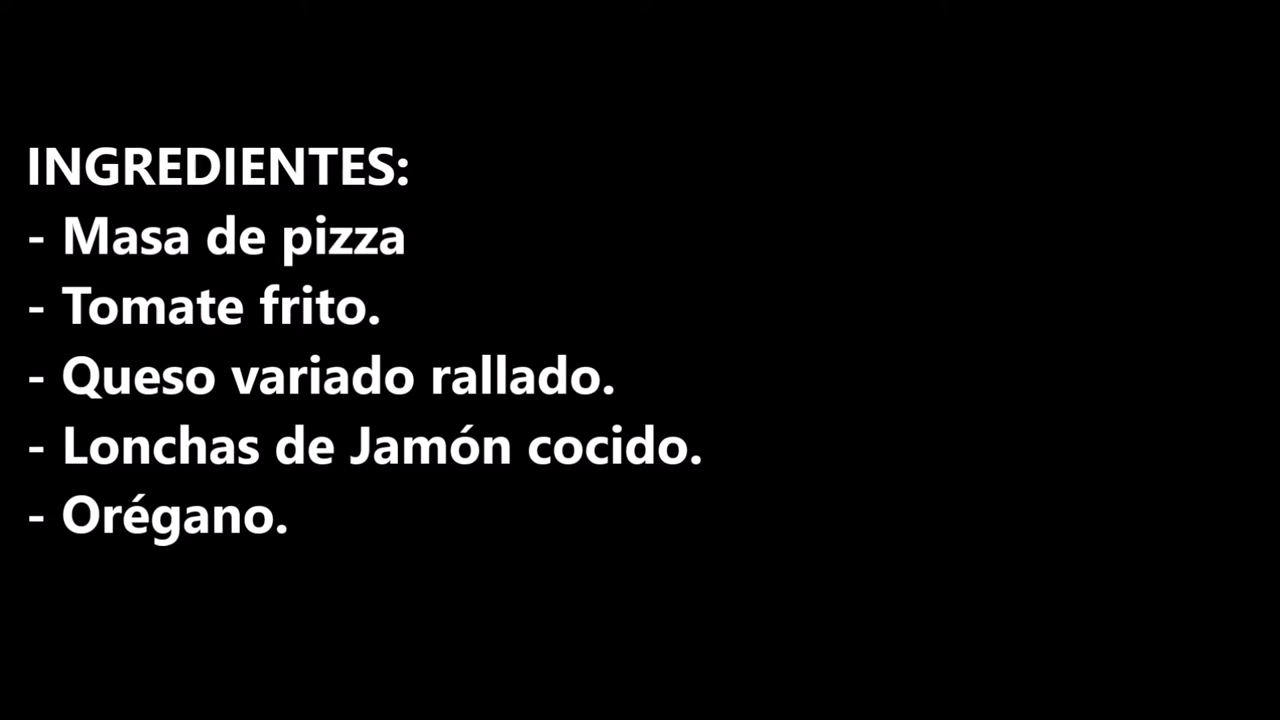 INGREDIENTES:
- Masa de pizza
- Tomate frito.
- Queso variado rallado.
- Lonchas de Jamón cocido.
- Orégano.